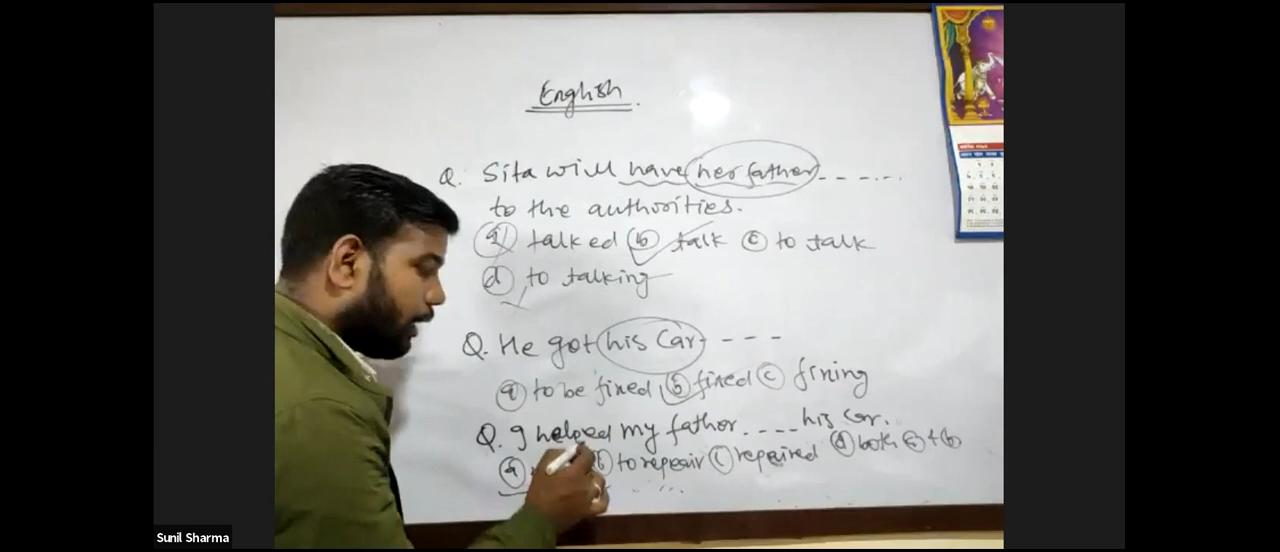 English
Q. Sita will have her father ------
to the authorities.
(a) talked (b) talk (c) to talk
(d) to talking
Q. He got his Car ---
(a) to be fixed (b) fixed (c) fixing
Q. I helped my father ---- his car.
(a) (b) to repair (c) repaired (d) both (a) + (b)
Sunil Sharma